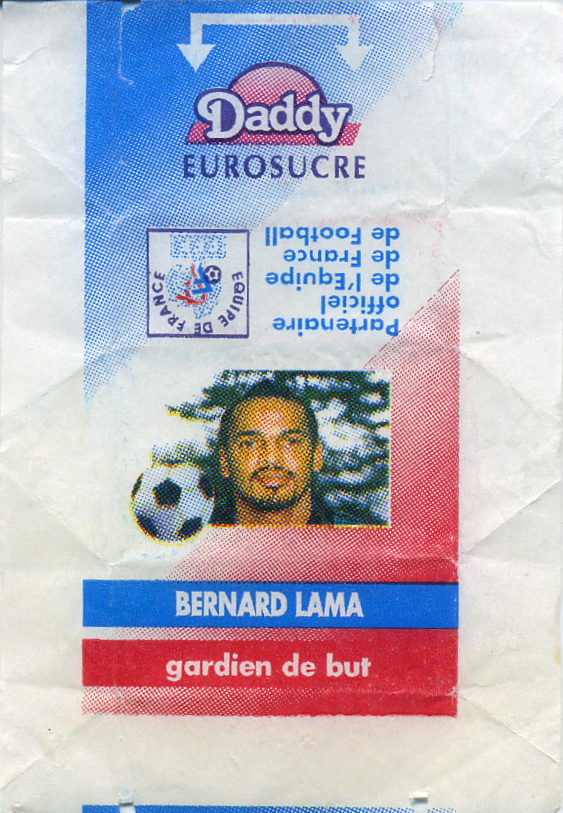 Daddy
EUROSUCRE
Partenaire
officiel
de l'Equipe
de France
de Football
EQUIPE DE FRANCE
BERNARD LAMA
gardien de but